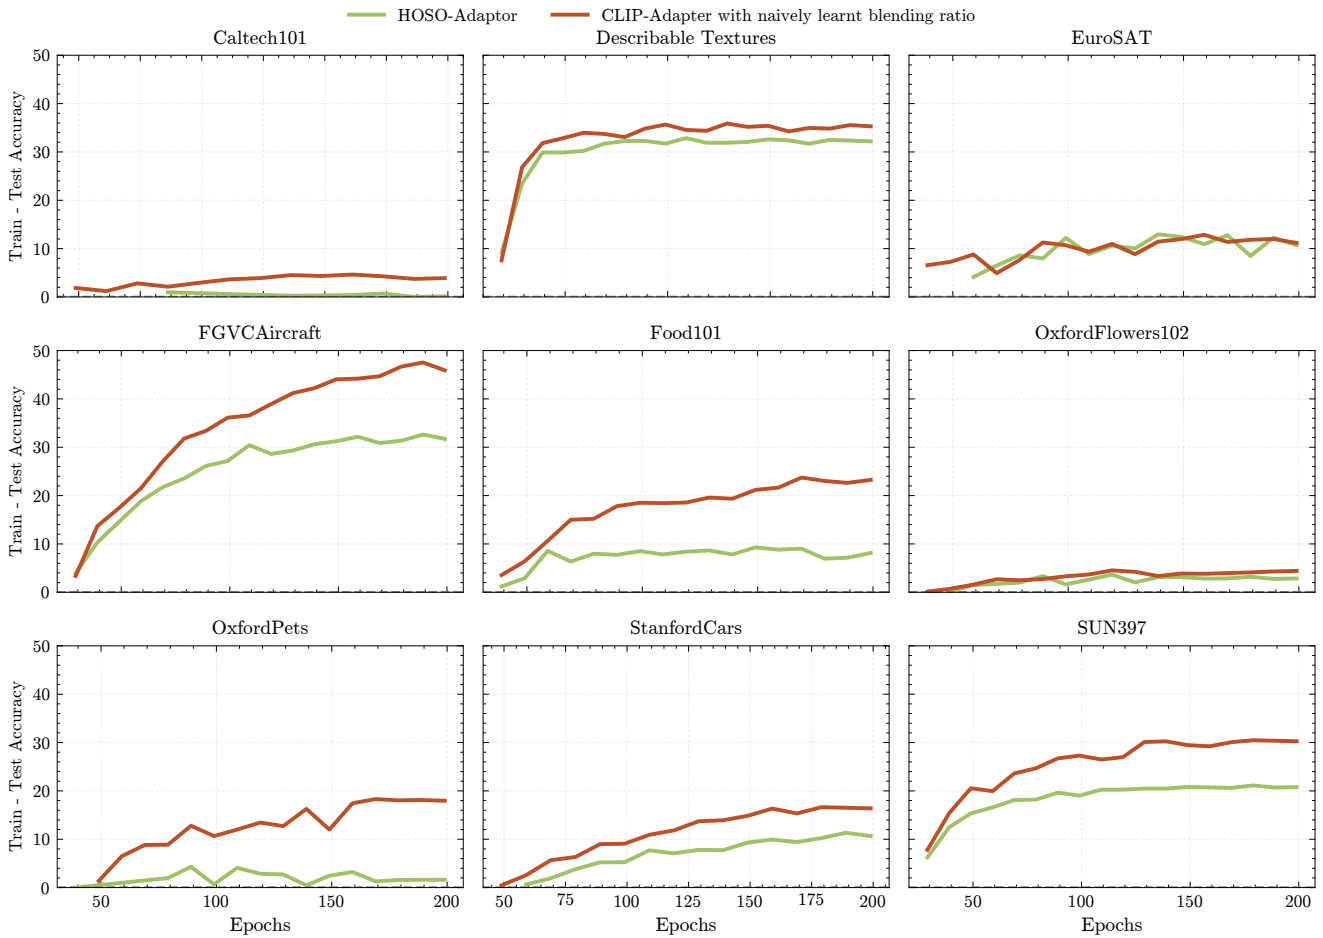 HOSO-Adaptor CLIP-Adapter with naively learnt blending ratio
Caltech101 Describable Textures EuroSAT
50
40
30
20
10
0
Train - Test Accuracy
FGVCAircraft Food101 OxfordFlowers102
50
40
30
20
10
0
Train - Test Accuracy
OxfordPets StanfordCars SUN397
50
40
30
20
10
0
Train - Test Accuracy
50 100 150 200 50 75 100 125 150 175 200 50 100 150 200
Epochs Epochs Epochs